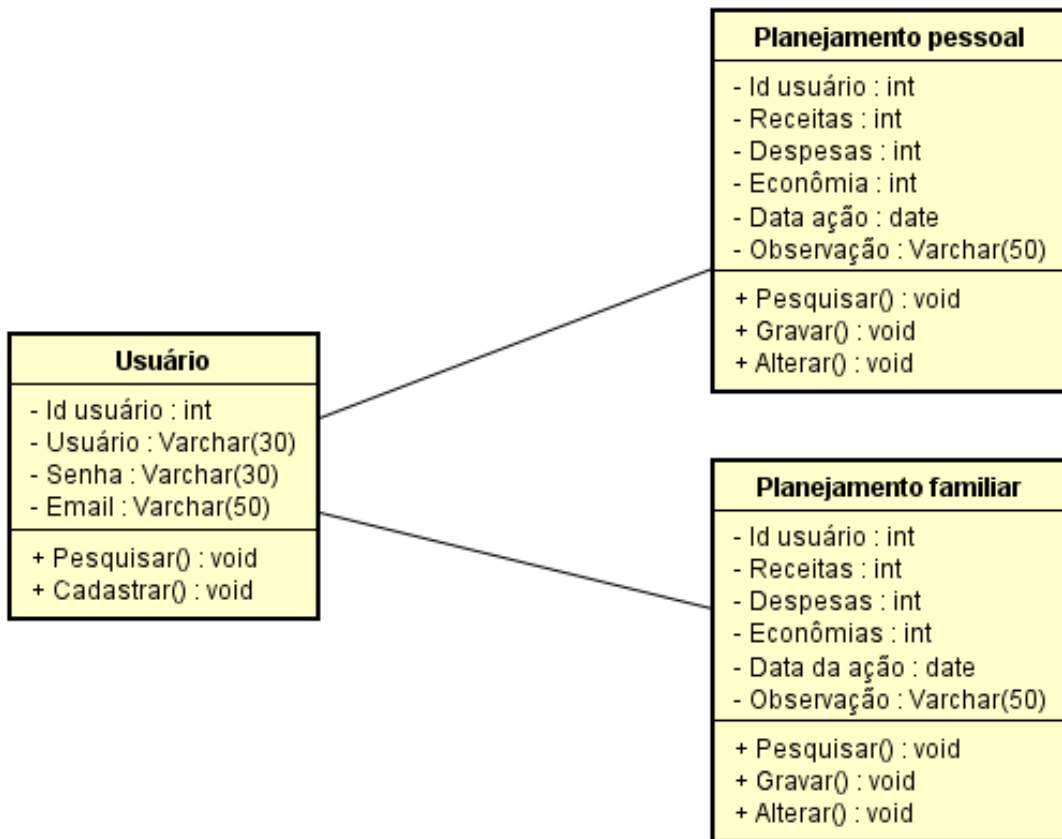 Planejamento pessoal
- Id usuário : int
- Receitas : int
- Despesas : int
- Econômia : int
- Data ação : date
- Observação : Varchar(50)
+ Pesquisar() : void
+ Gravar() : void
+ Alterar() : void
Usuário
- Id usuário : int
- Usuário : Varchar(30)
- Senha : Varchar(30)
- Email : Varchar(50)
+ Pesquisar() : void
+ Cadastrar() : void
Planejamento familiar
- Id usuário : int
- Receitas : int
- Despesas : int
- Econômias : int
- Data da ação : date
- Observação : Varchar(50)
+ Pesquisar() : void
+ Gravar() : void
+ Alterar() : void